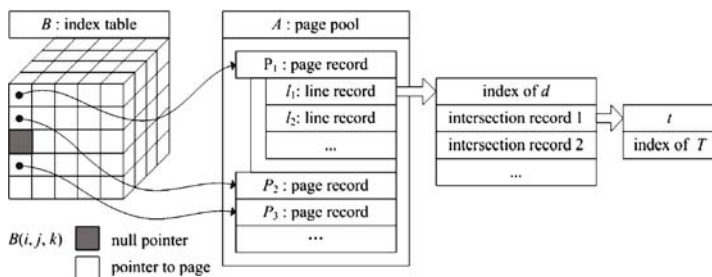 B : index table
A : page pool
P1 : page record
l1: line record
l2: line record
...
P2 : page record
P3 : page record
...
index of d
intersection record 1
intersection record 2
...
t
index of T
B(i, j, k)
null pointer
pointer to page